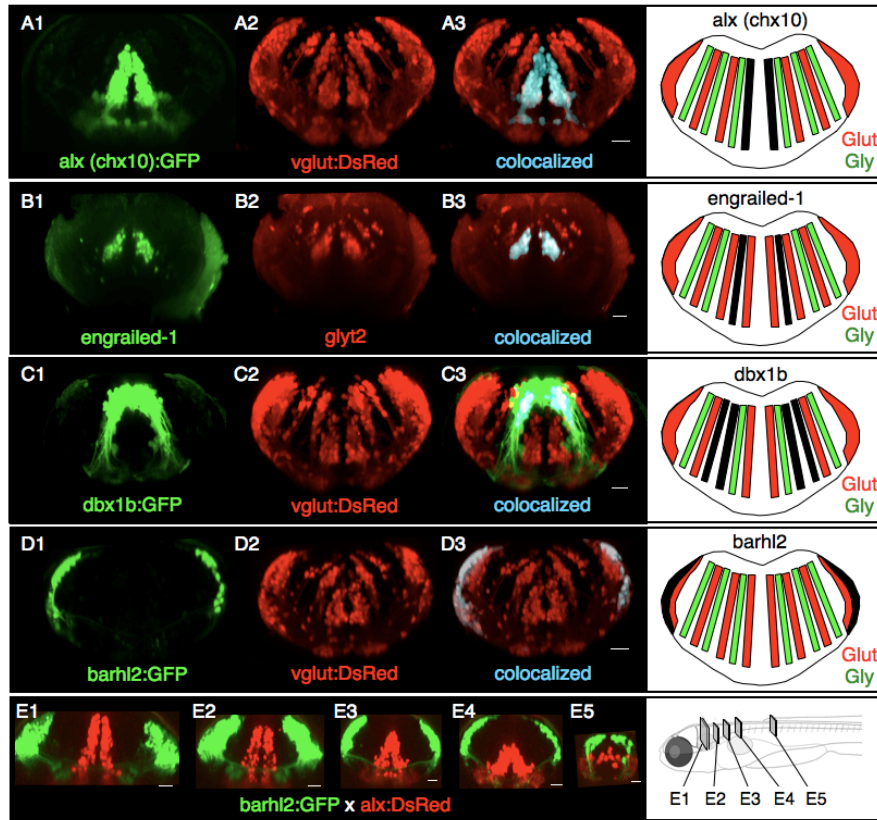 A1 A2 A3 alx (chx10)
alx (chx10):GFP vglut:DsRed colocalized Glut
Gly
B1 B2 B3 engrailed-1
engrailed-1 glyt2 colocalized Glut
Gly
C1 C2 C3 dbx1b
dbx1b:GFP vglut:DsRed colocalized Glut
Gly
D1 D2 D3 barhl2
barhl2:GFP vglut:DsRed colocalized Glut
Gly
E1 E2 E3 E4 E5
barhl2:GFP x alx:DsRed
E1 E2 E3 E4 E5